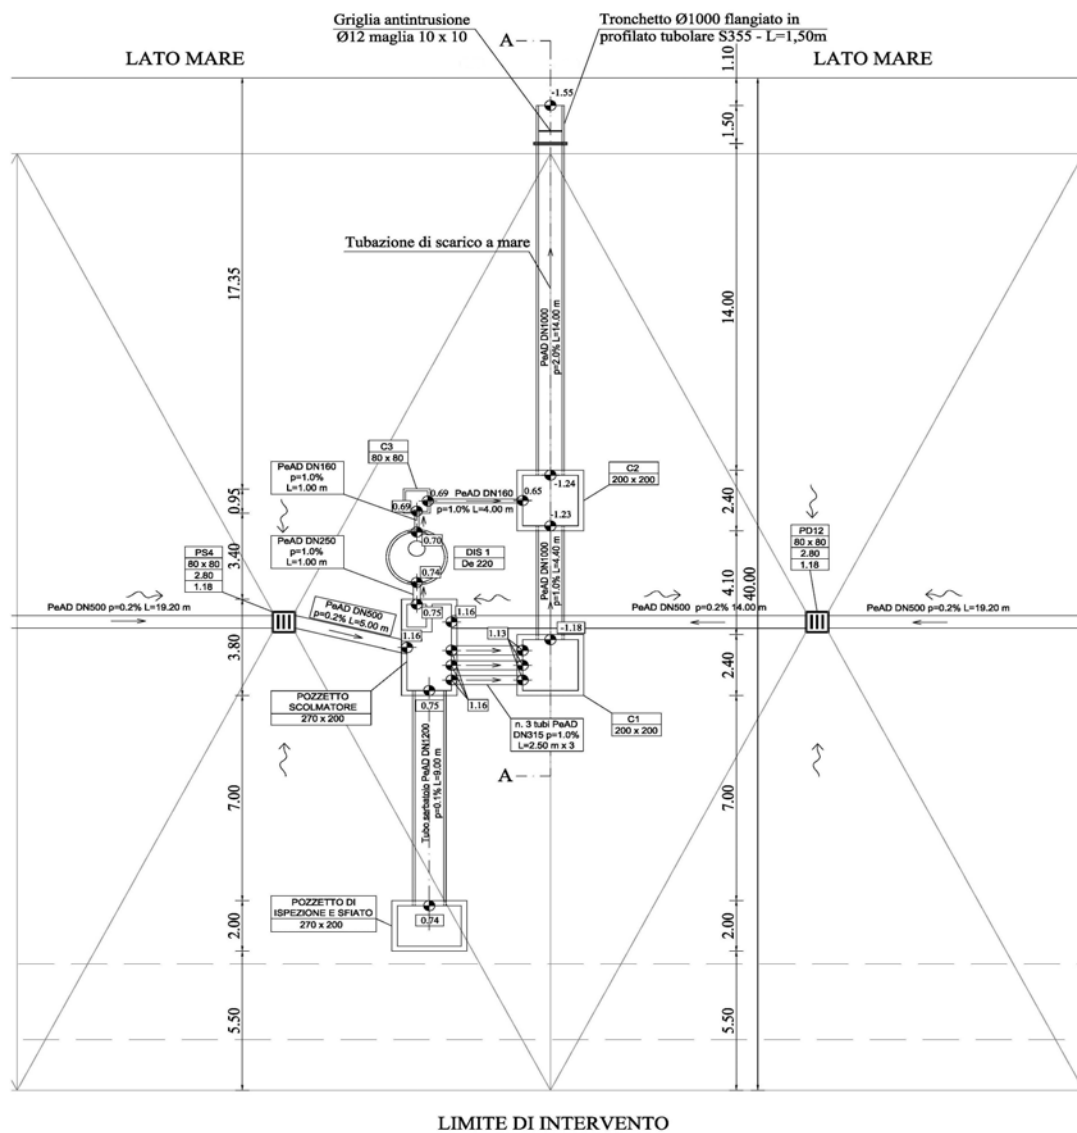 Griglia antintrusione
Ø12 maglia 10 x 10
A
Tronchetto Ø1000 flangiato in
profilato tubolare S355 - L=1,50m
LATO MARE
LATO MARE
1.10
-1.55
1.50
Tubazione di scarico a mare
17.35
14.00
PeAD DN1000
p=2.0% L=14.00 m
C3
80 x 80
PeAD DN160
p=1.0%
L=1.00 m
C2
200 x 200
0.69
PeAD DN160
0.65
-1.24
0.69
p=1.0% L=4.00 m
-1.23
0.95
2.40
PD12
80 x 80
2.80
1.18
PeAD DN250
p=1.0%
L=1.00 m
0.70
DIS 1
De 220
PS4
80 x 80
2.80
1.18
3.40
0.74
PeAD DN1000
p=1.0% L=4.40 m
4.10
40.00
PeAD DN500 p=0.2% L=19.20 m
PeAD DN500
p=0.2% L=5.00 m
0.75
1.16
PeAD DN500 p=0.2% 14.00 m
PeAD DN500 p=0.2% L=19.20 m
1.16
1.13
-1.18
3.80
2.40
POZZETTO
SCOLMATORE
270 x 200
0.75
1.16
n. 3 tubi PeAD
DN315 p=1.0%
L=2.50 m x 3
C1
200 x 200
A
Tubo serbatoio PeAD DN1200
p=0.1% L=9.00 m
7.00
7.00
POZZETTO DI
ISPEZIONE E SFIATO
270 x 200
0.74
2.00
2.00
5.50
5.50
LIMITE DI INTERVENTO